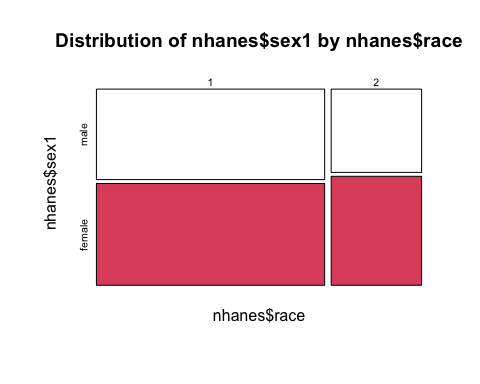 Distribution of nhanes$sex1 by nhanes$race
1 2
male
female
nhanes$sex1
nhanes$race